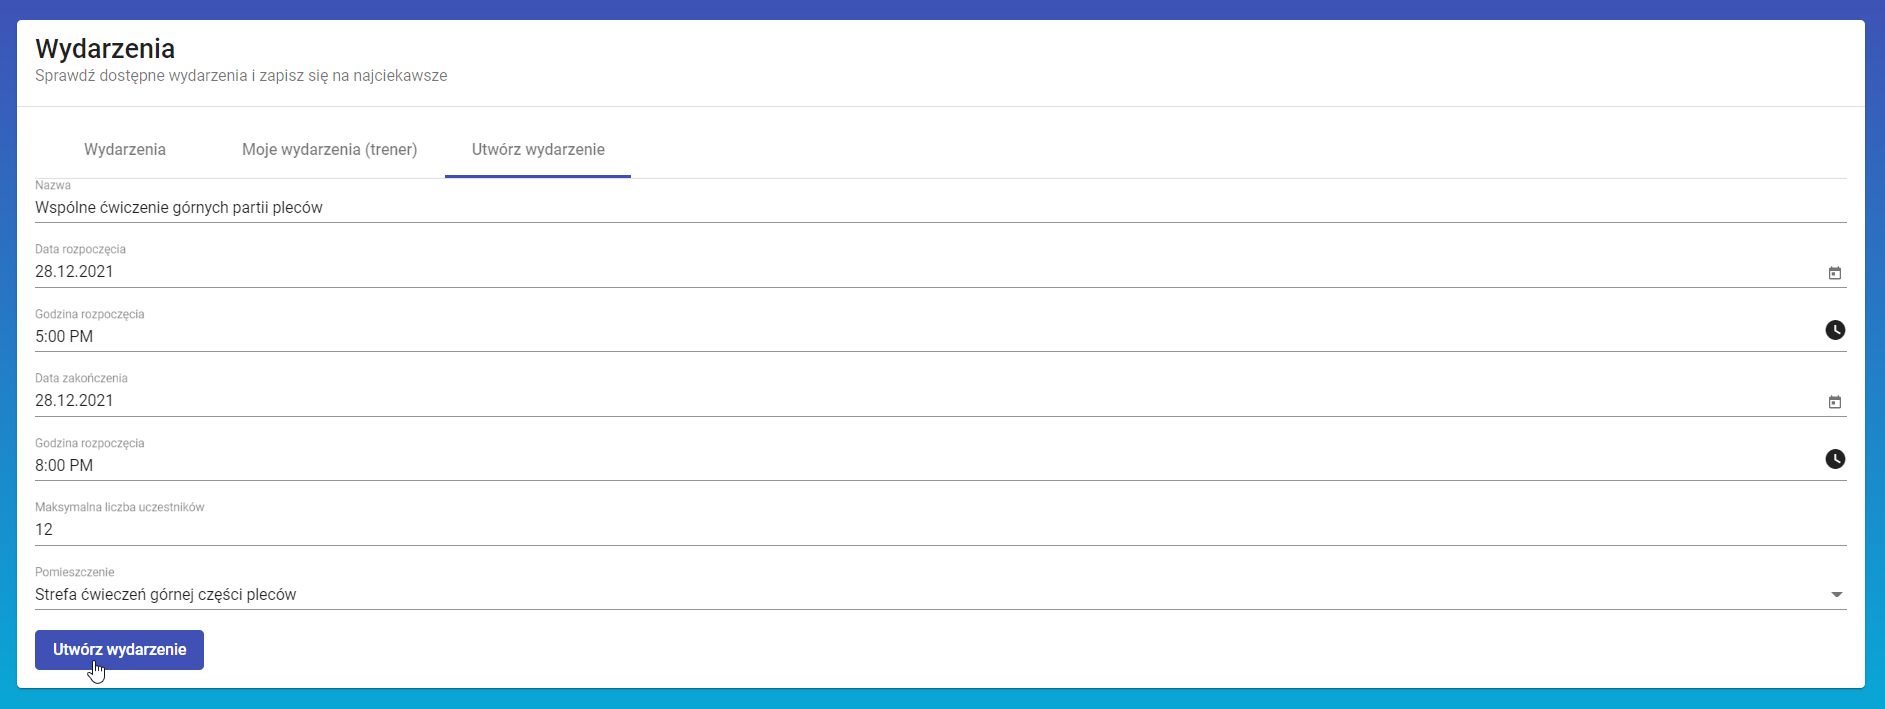 Wydarzenia
Sprawdź dostępne wydarzenia i zapisz się na najciekawsze
Wydarzenia Moje wydarzenia (trener) Utwórz wydarzenie
Nazwa
Wspólne ćwiczenie górnych partii pleców
Data rozpoczęcia
28.12.2021
Godzina rozpoczęcia
5:00 PM
Data zakończenia
28.12.2021
Godzina rozpoczęcia
8:00 PM
Maksymalna liczba uczestników
12
Pomieszczenie
Strefa ćwieczeń górnej części pleców
Utwórz wydarzenie